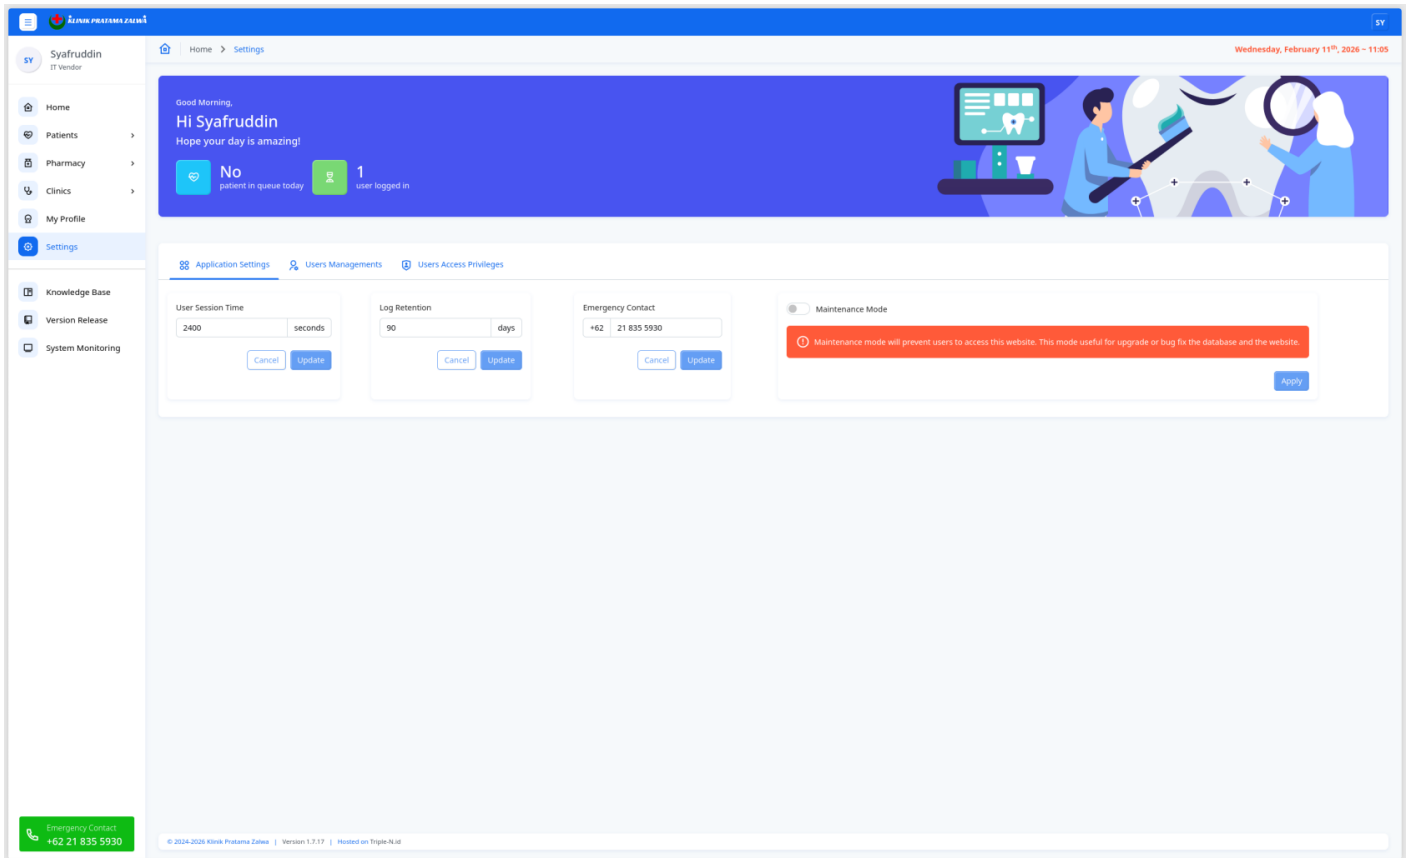 KLINIK PRATAMA ZALWA
SY
SY
Syafruddin
IT Vendor
Home
Patients
Pharmacy
Clinics
My Profile
Settings
Knowledge Base
Version Release
System Monitoring
Emergency Contact
+62 21 835 5930
Home > Settings
Wednesday, February 11th, 2026 ~ 11:05
Good Morning,
Hi Syafruddin
Hope your day is amazing!
No
patient in queue today
1
user logged in
Application Settings
Users Managements
Users Access Privileges
User Session Time
2400 seconds
Cancel Update
Log Retention
90 days
Cancel Update
Emergency Contact
+62 21 835 5930
Cancel Update
Maintenance Mode
Maintenance mode will prevent users to access this website. This mode useful for upgrade or bug fix the database and the website.
Apply
© 2024-2026 Klinik Pratama Zalwa | Version 1.7.17 | Hosted on Triple-N.id